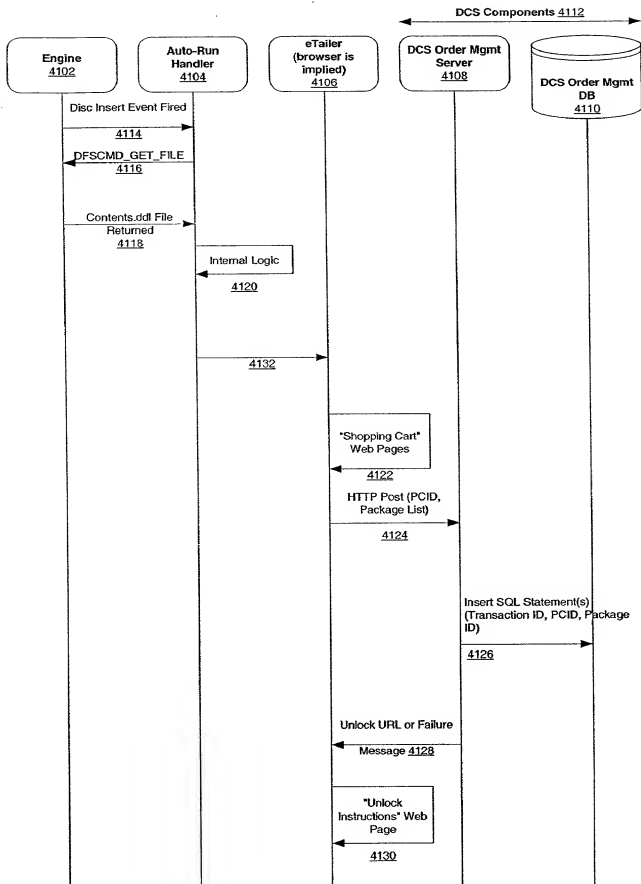 DCS Components 4112
Engine
4102
Auto-Run
Handler
4104
eTailer
(browser is
implied)
4106
DCS Order Mgmt
Server
4108
DCS Order Mgmt
DB
4110
Disc Insert Event Fired
4114
DFSCMD_GET_FILE
4116
Contents.ddl File
Returned
4118
Internal Logic
4120
4132
"Shopping Cart"
Web Pages
4122
HTTP Post (PCID,
Package List)
4124
Insert SQL Statement(s)
(Transaction ID, PCID, Package
ID)
4126
Unlock URL or Failure
Message 4128
"Unlock
Instructions" Web
Page
4130